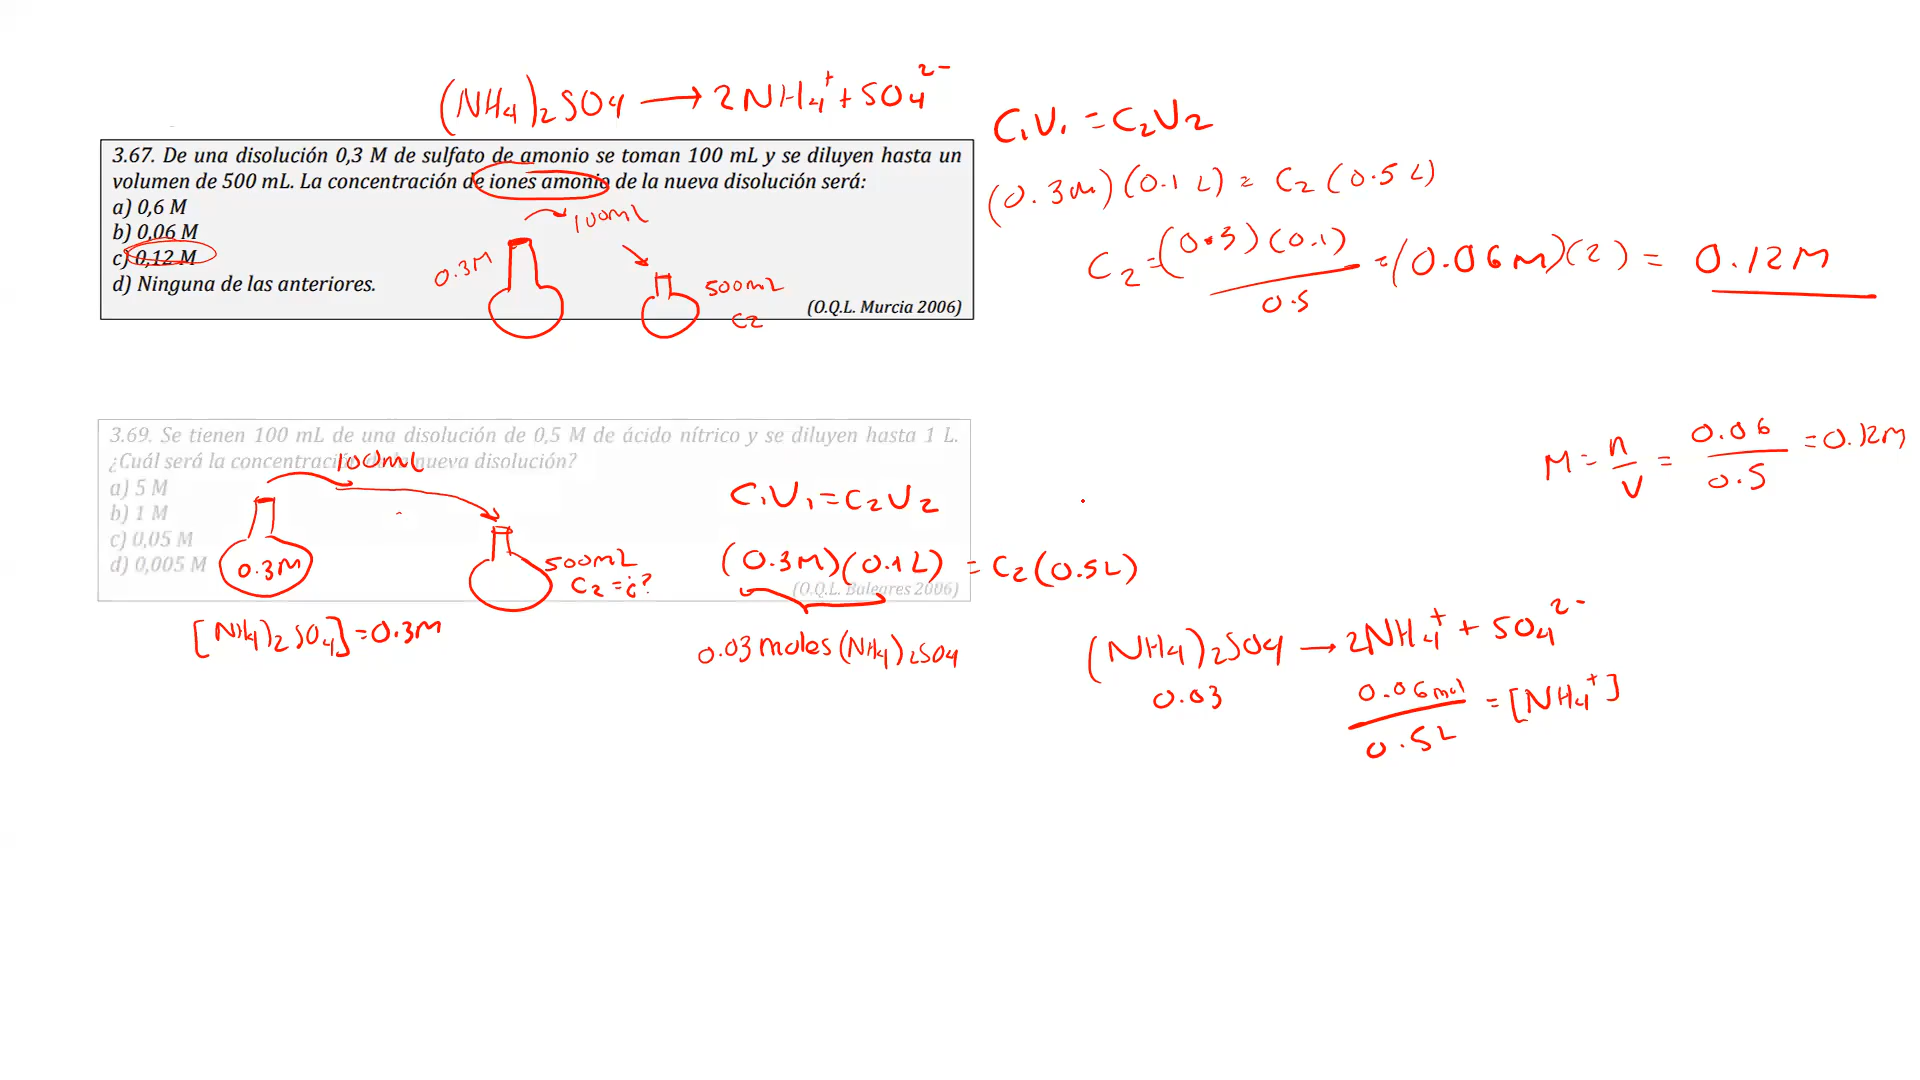 (NH4)2SO4 → 2NH4+ + SO4 2-
3.67. De una disolución 0,3 M de sulfato de amonio se toman 100 mL y se diluyen hasta un
volumen de 500 mL. La concentración de iones amonio de la nueva disolución será:
a) 0,6 M
b) 0,06 M
c) 0,12 M
d) Ninguna de las anteriores.
(O.Q.L. Murcia 2006)
100mL
0.3M
500mL
C2
C1V1 = C2V2
(0.3M)(0.1 L) = C2 (0.5 L)
C2 = (0.3)(0.1)
0.5
= (0.06M)(2) = 0.12M
3.69. Se tienen 100 mL de una disolución de 0,5 M de ácido nítrico y se diluyen hasta 1 L.
¿Cuál será la concentración de la nueva disolución?
a) 5 M
b) 1 M
c) 0,05 M
d) 0,005 M
(O.Q.L. Baleares 2006)
100mL
0.3M
500mL
C2 = ¿?
[(NH4)2SO4] = 0.3M
C1V1 = C2V2
(0.3M)(0.1L) = C2(0.5L)
0.03 moles (NH4)2SO4
M = n/V = 0.06/0.5 = 0.12M
(NH4)2SO4 → 2NH4+ + SO4 2-
0.03
0.06mol
0.5L
= [NH4+]